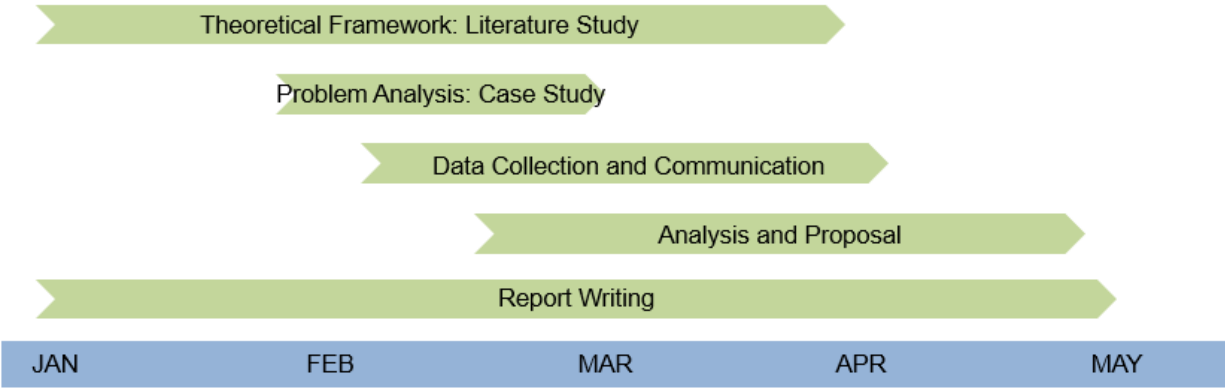 Theoretical Framework: Literature Study
Problem Analysis: Case Study
Data Collection and Communication
Analysis and Proposal
Report Writing
JAN FEB MAR APR MAY